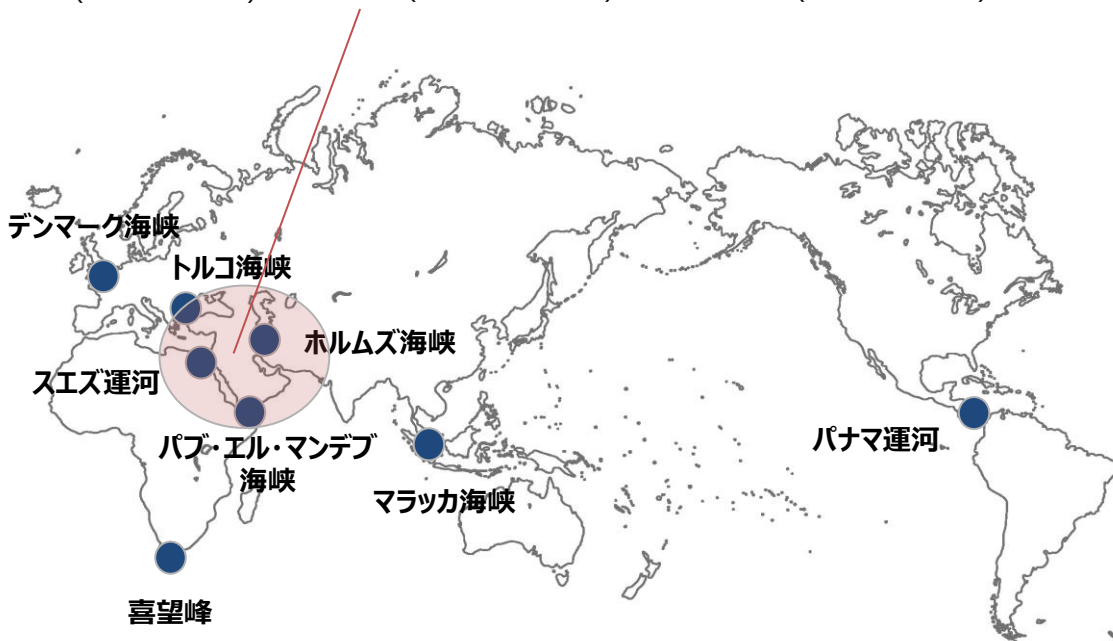 デンマーク海峡
トルコ海峡
ホルムズ海峡
スエズ運河
パブ・エル・マンデブ
海峡
マラッカ海峡
パナマ運河
喜望峰